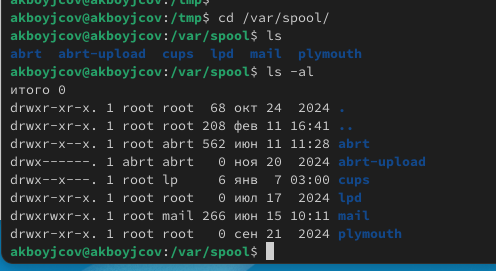 akboyjcov@akboyjcov:/tmp$
akboyjcov@akboyjcov:/tmp$ cd /var/spool/
akboyjcov@akboyjcov:/var/spool$ ls
abrt abrt-upload cups lpd mail plymouth
akboyjcov@akboyjcov:/var/spool$ ls -al
итого 0
drwxr-xr-x. 1 root root 68 окт 24 2024 .
drwxr-xr-x. 1 root root 208 фев 11 16:41 ..
drwxr-x--x. 1 root abrt 562 июн 11 11:28 abrt
drwx------. 1 abrt abrt 0 ноя 20 2024 abrt-upload
drwx--x---. 1 root lp 6 янв 7 03:00 cups
drwxr-xr-x. 1 root root 0 июл 17 2024 lpd
drwxrwxr-x. 1 root mail 266 июн 15 10:11 mail
drwxr-xr-x. 1 root root 0 сен 21 2024 plymouth
akboyjcov@akboyjcov:/var/spool$